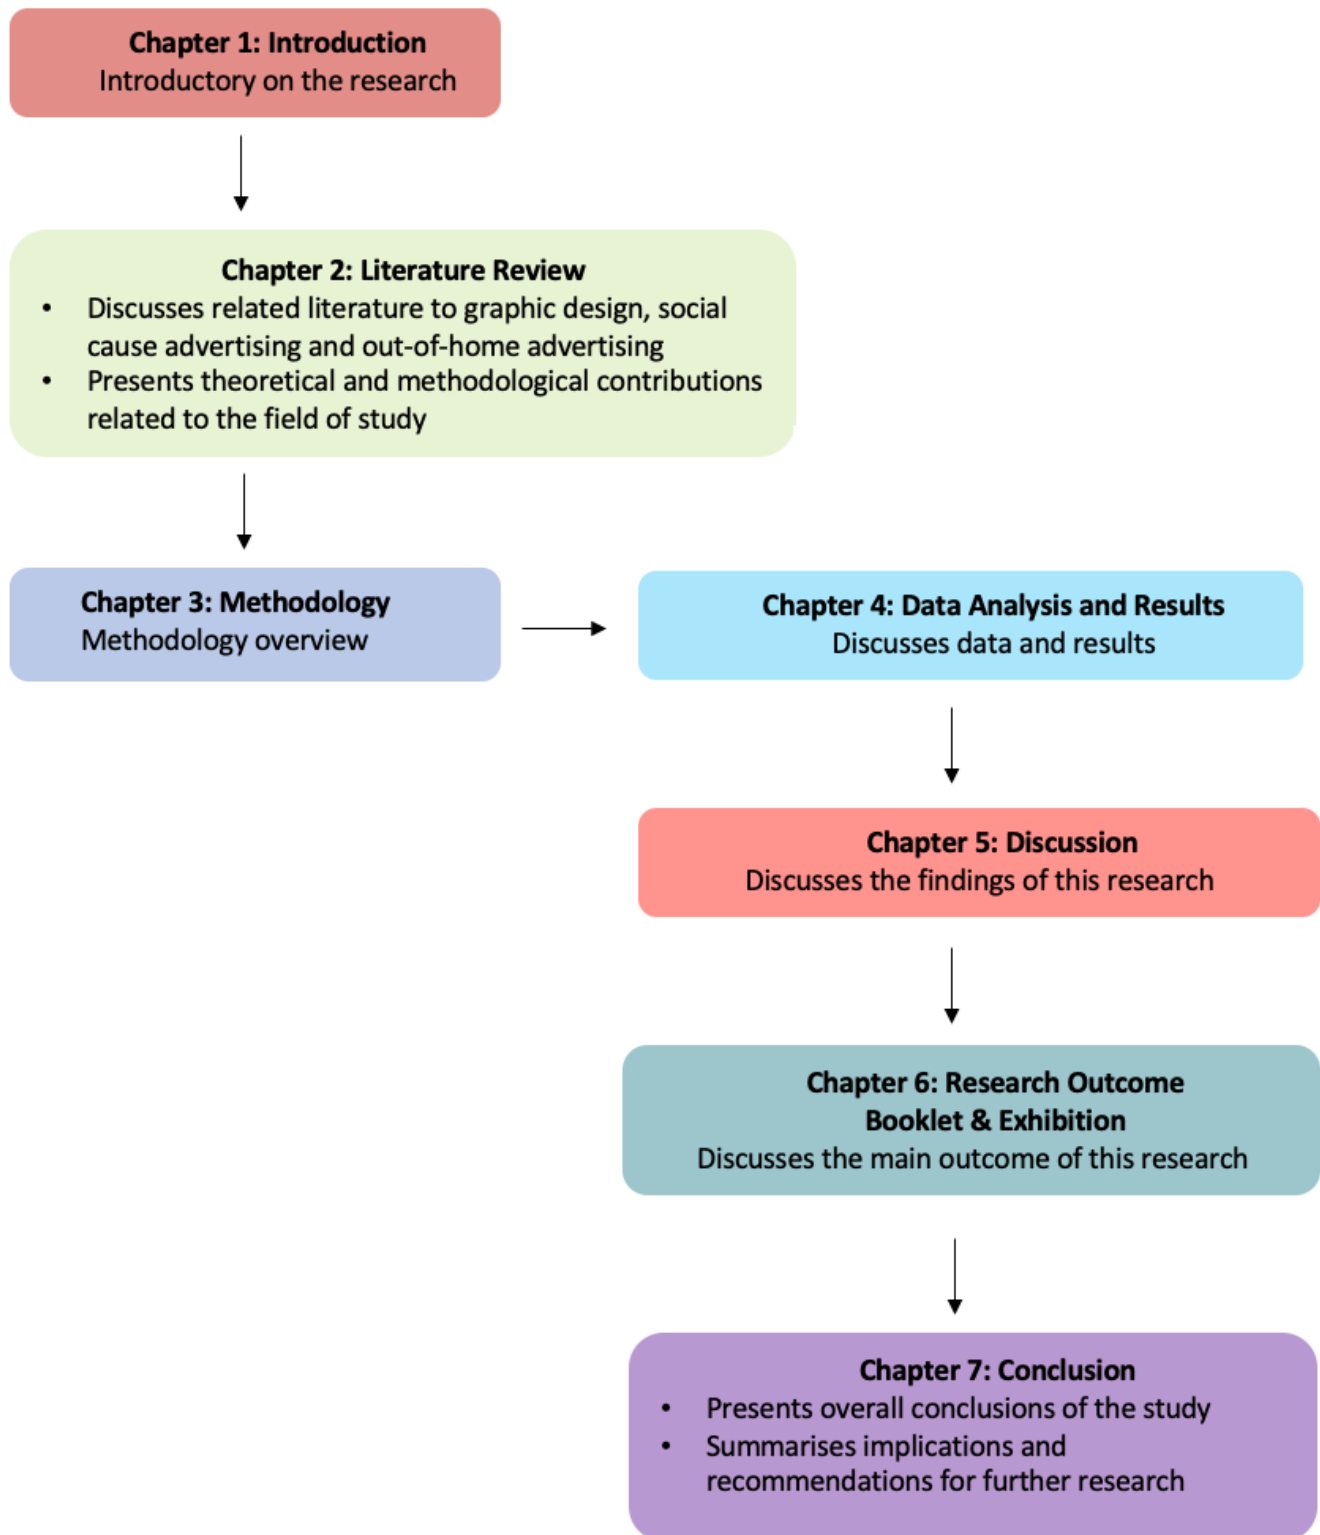 Chapter 1: Introduction
Introductory on the research
Chapter 2: Literature Review
• Discusses related literature to graphic design, social
cause advertising and out-of-home advertising
• Presents theoretical and methodological contributions
related to the field of study
Chapter 3: Methodology
Methodology overview
Chapter 4: Data Analysis and Results
Discusses data and results
Chapter 5: Discussion
Discusses the findings of this research
Chapter 6: Research Outcome
Booklet & Exhibition
Discusses the main outcome of this research
Chapter 7: Conclusion
• Presents overall conclusions of the study
• Summarises implications and
recommendations for further research